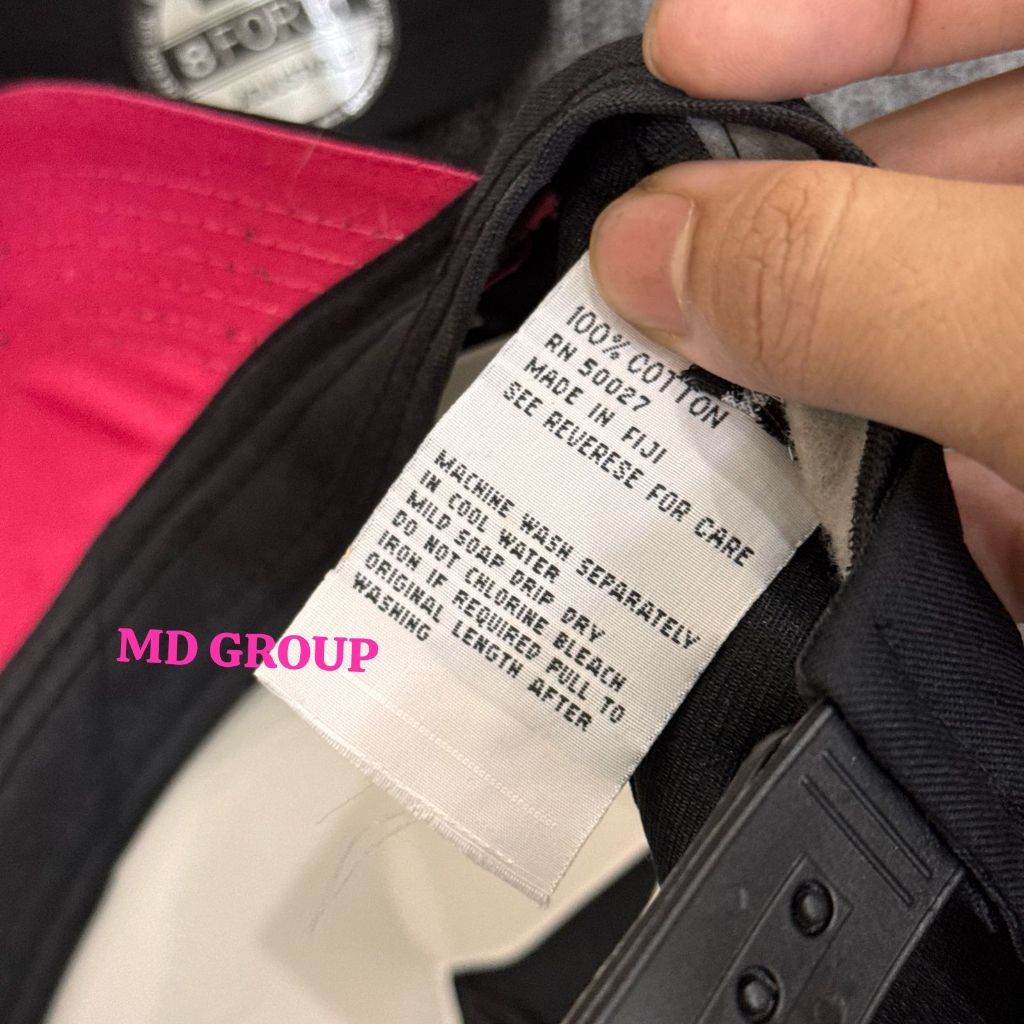 100% COTTON
RN 50027
MADE IN FIJI
SEE REVERESE FOR CARE
MACHINE WASH SEPARATELY
IN COOL WATER
MILD SOAP DRIP DRY
DO NOT CHLORINE BLEACH
IRON IF REQUIRED PULL TO
ORIGINAL LENGTH AFTER
WASHING
MD GROUP